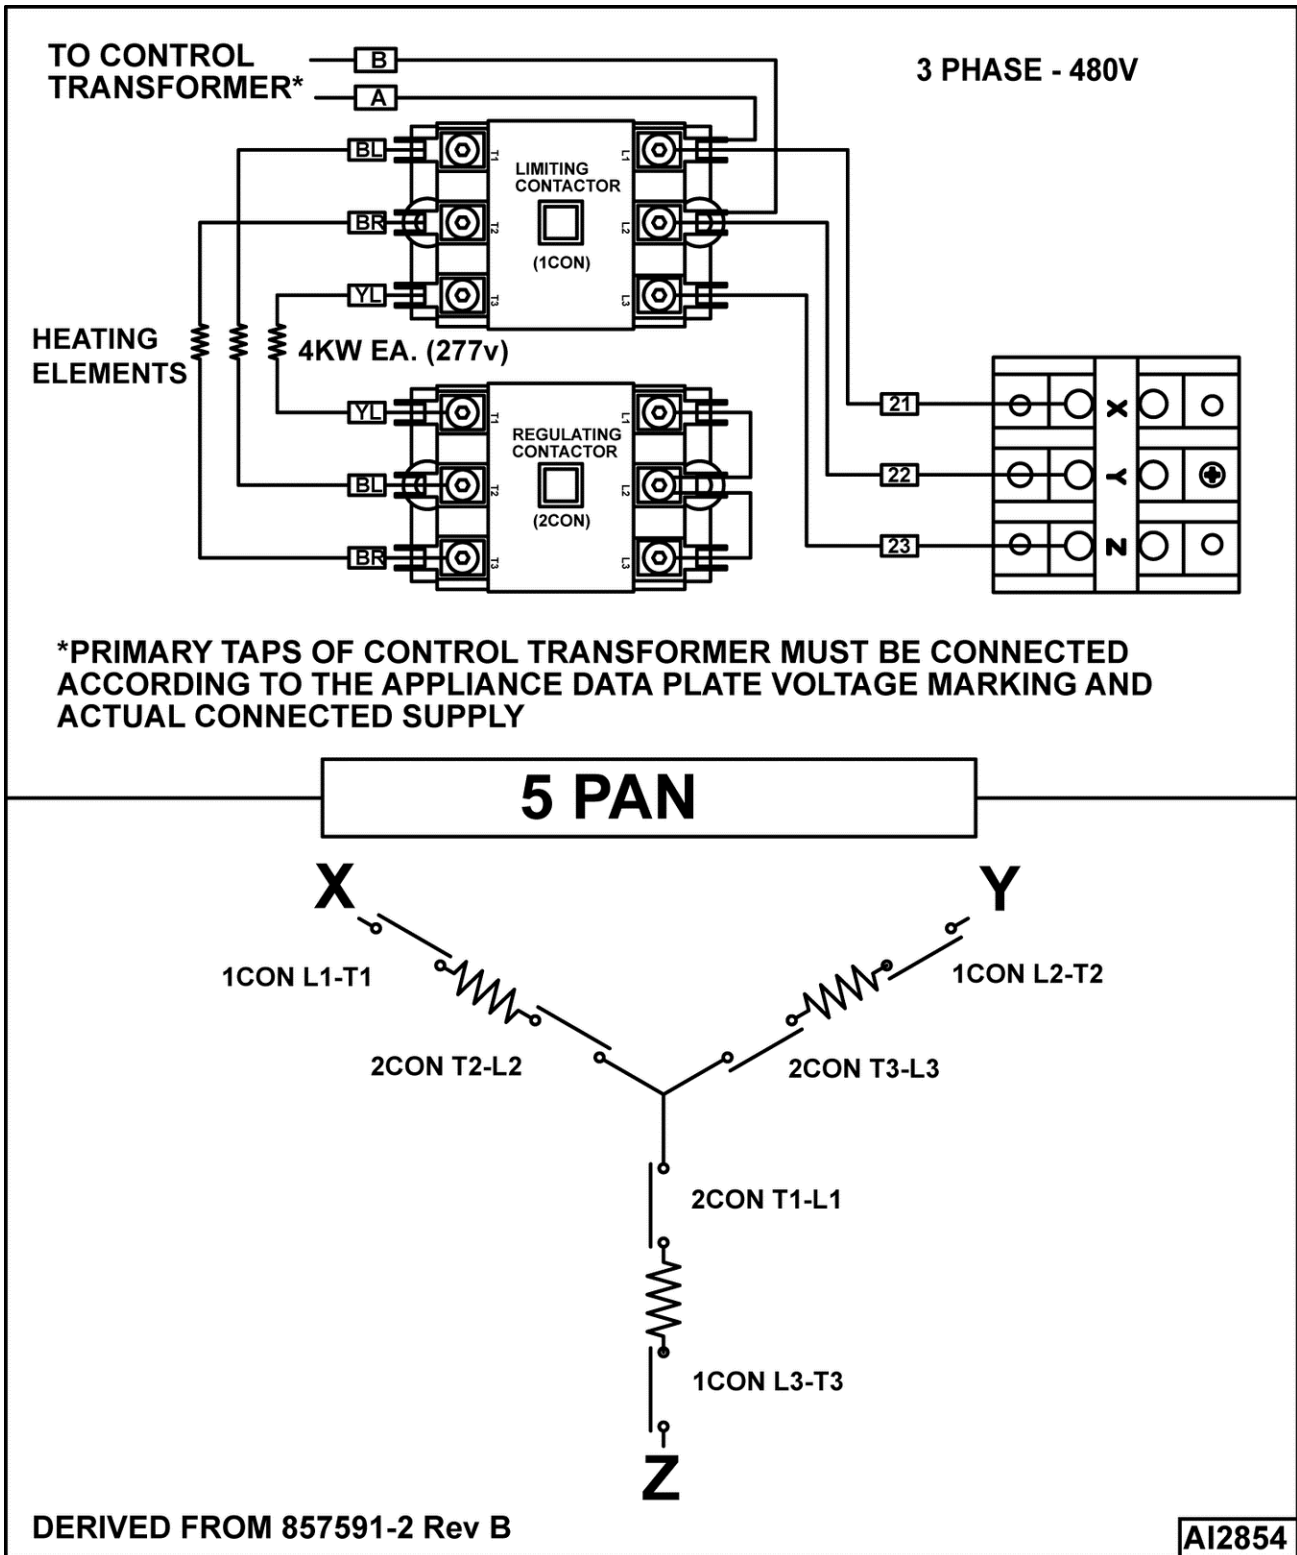 TO CONTROL
TRANSFORMER*
B
A
3 PHASE - 480V
BL
BR
YL
T1
T2
T3
LIMITING
CONTACTOR
(1CON)
L1
L2
L3
HEATING
ELEMENTS
4KW EA. (277v)
YL
BL
BR
T1
T2
T3
REGULATING
CONTACTOR
(2CON)
L1
L2
L3
21
22
23
X
Y
Z
*PRIMARY TAPS OF CONTROL TRANSFORMER MUST BE CONNECTED
ACCORDING TO THE APPLIANCE DATA PLATE VOLTAGE MARKING AND
ACTUAL CONNECTED SUPPLY
5 PAN
X
Y
1CON L1-T1
1CON L2-T2
2CON T2-L2
2CON T3-L3
2CON T1-L1
1CON L3-T3
Z
DERIVED FROM 857591-2 Rev B
AI2854